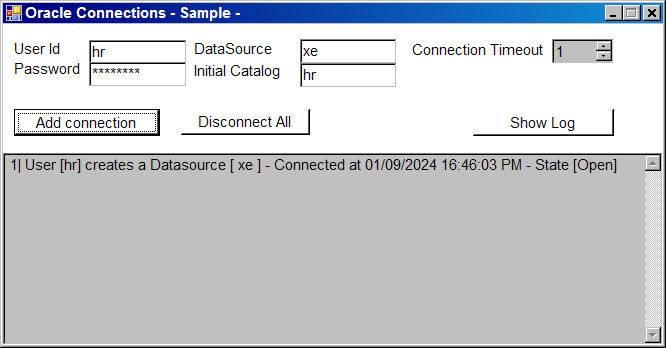 Oracle Connections - Sample -
User Id hr DataSource xe Connection Timeout 1
Password ******** Initial Catalog hr
Add connection Disconnect All Show Log
1| User [hr] creates a Datasource [ xe ] - Connected at 01/09/2024 16:46:03 PM - State [Open]